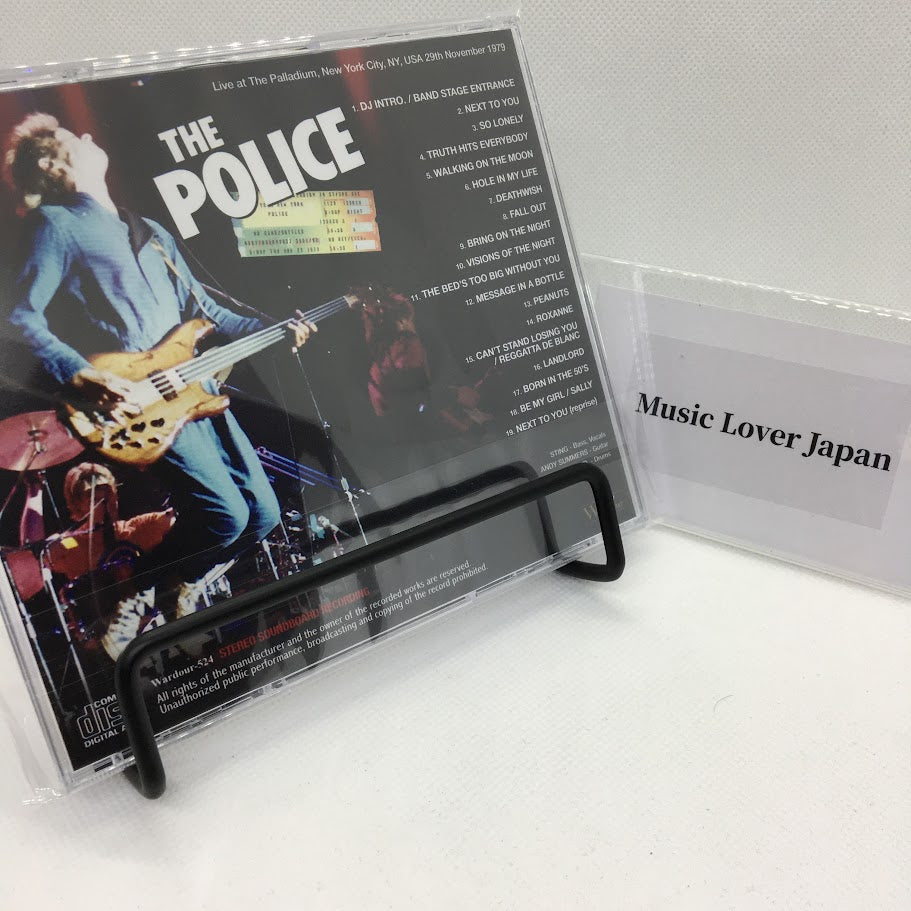 Live at The Palladium, New York City, NY, USA 29th November 1979
THE
POLICE
1. DJ INTRO. / BAND STAGE ENTRANCE
2. NEXT TO YOU
3. SO LONELY
4. TRUTH HITS EVERYBODY
5. WALKING ON THE MOON
6. HOLE IN MY LIFE
7. DEATHWISH
8. FALL OUT
9. BRING ON THE NIGHT
10. VISIONS OF THE NIGHT
11. THE BED'S TOO BIG WITHOUT YOU
12. MESSAGE IN A BOTTLE
13. PEANUTS
14. ROXANNE
15. CAN'T STAND LOSING YOU
/ REGGATTA DE BLANC
16. LANDLORD
17. BORN IN THE 50'S
18. BE MY GIRL / SALLY
19. NEXT TO YOU (reprise)
STING - Bass, Vocals
ANDY SUMMERS - Guitar
- Drums
POLICE
Wardour-524 STEREO SOUNDBOARD RECORDING
All rights of the manufacturer and the owner of the recorded works are reserved.
Unauthorized public performance, broadcasting and copying of the record prohibited.
COM
dis
DIGITAL A
Music Lover Japan